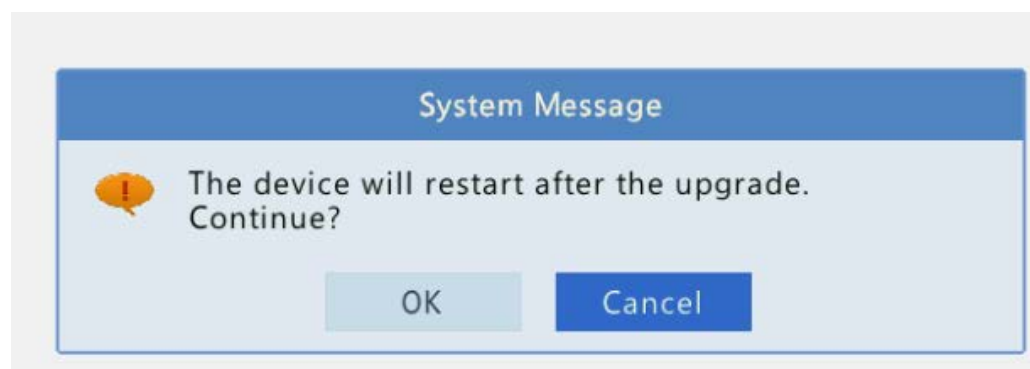 System Message
The device will restart after the upgrade.
Continue?
OK
Cancel